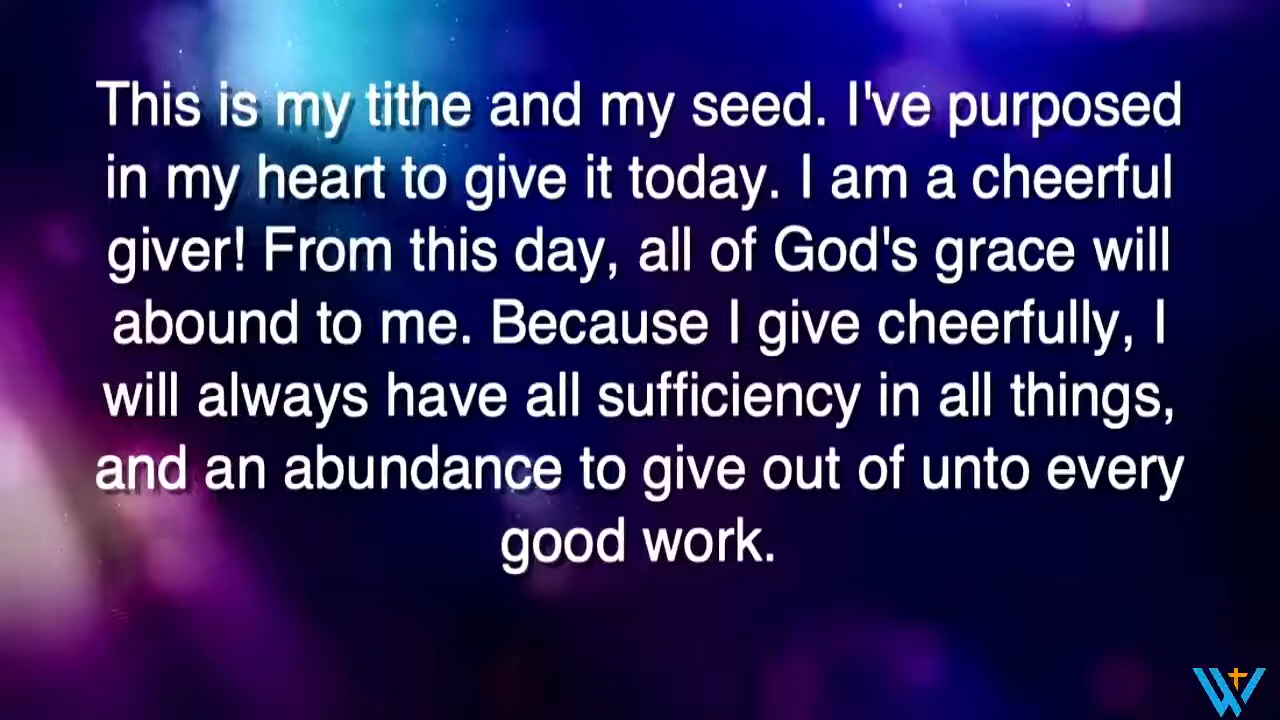 This is my tithe and my seed. I've purposed
in my heart to give it today. I am a cheerful
giver! From this day, all of God's grace will
abound to me. Because I give cheerfully, I
will always have all sufficiency in all things,
and an abundance to give out of unto every
good work.